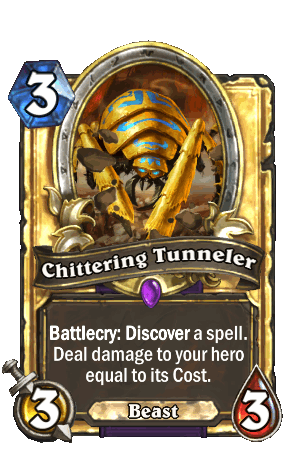 3
Chittering Tunneler
Battlecry: Discover a spell.
Deal damage to your hero
equal to its Cost.
3
Beast
3